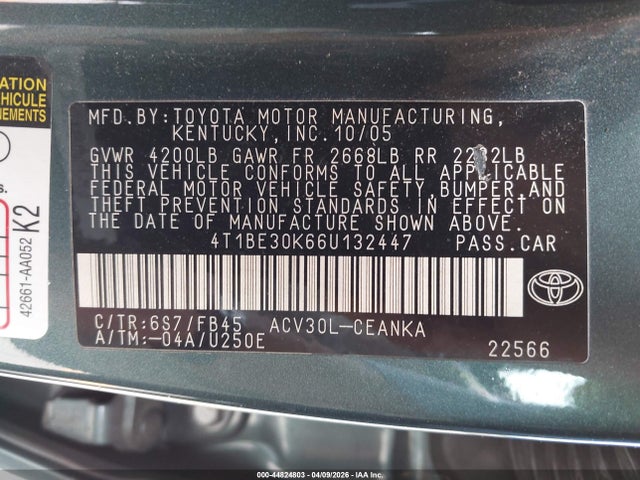 ATION
VEHICULE
NEMENTS
s.
42661-AA052
K2
MFD.BY:TOYOTA MOTOR MANUFACTURING,
KENTUCKY,INC.10/05
GVWR 4200LB GAWR FR 2668LB RR
THIS VEHICLE CONFORMS TO ALL APPLICABLE
FEDERAL MOTOR VEHICLE SAFETY,BUMPER,AND
THEFT PREVENTION STANDARDS IN EFFECT ON
THE DATE OF MANUFACTURE SHOWN ABOVE.
4T1BE30K66U132447 PASS.CAR
C/TR:6S7/FB45 ACV30L-CEANKA
A/TM:-04A/U250E
22566
000-44824803 - 04/09/2026 - IAA Inc.